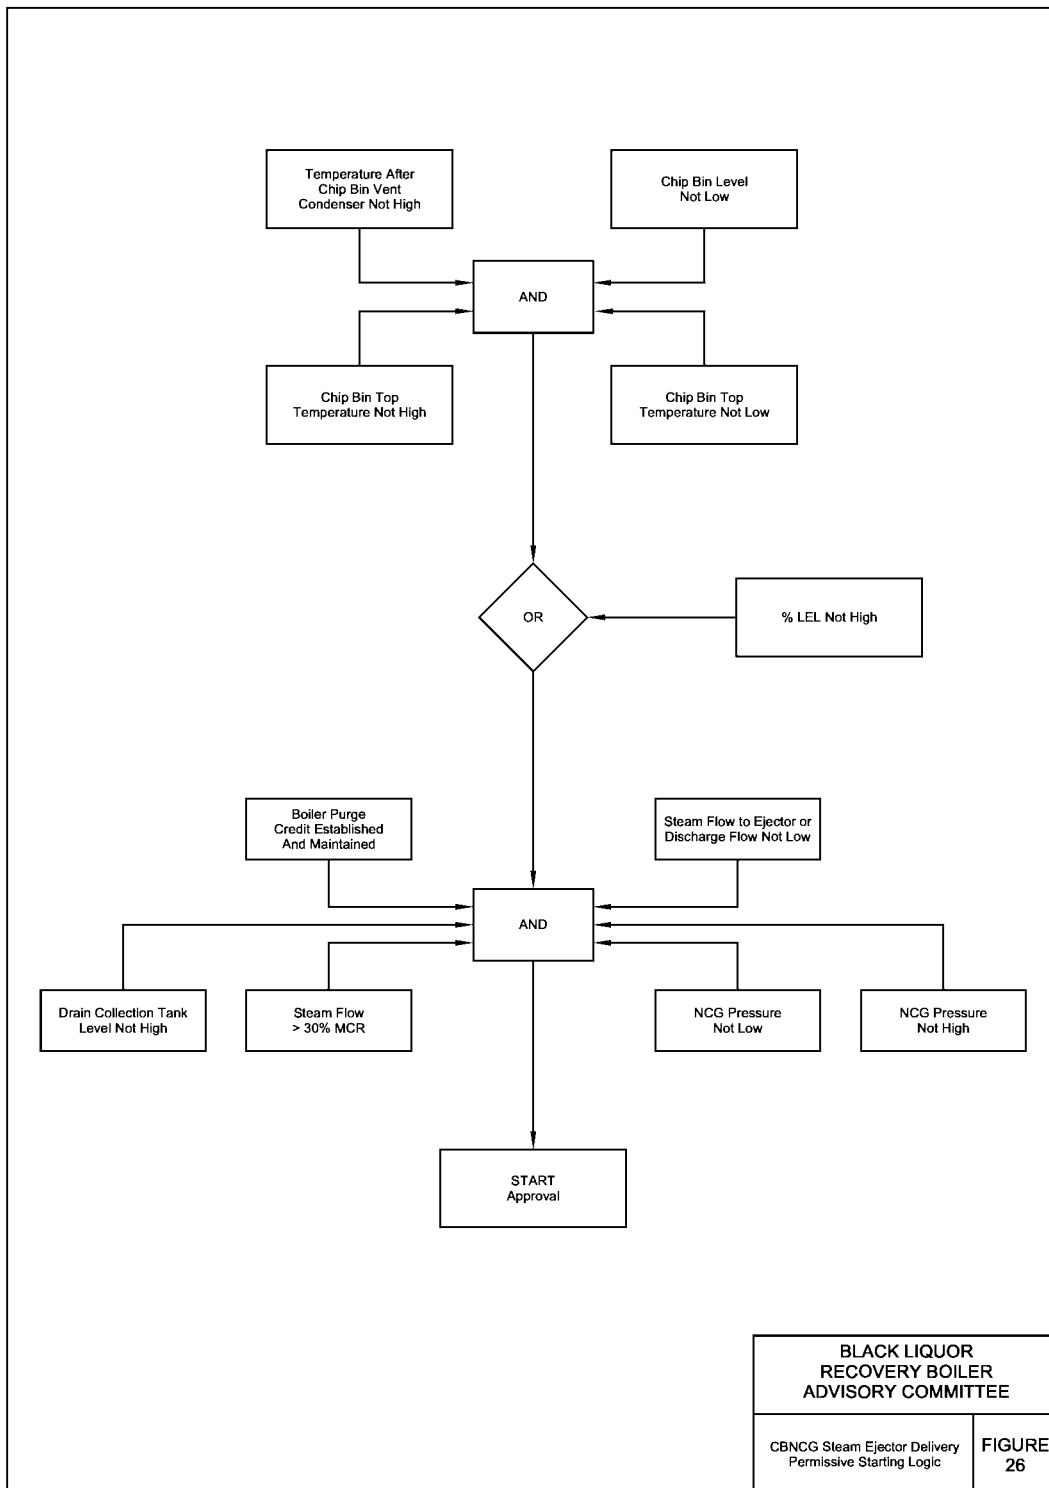 Temperature After
Chip Bin Vent
Condenser Not High
Chip Bin Level
Not Low
AND
Chip Bin Top
Temperature Not High
Chip Bin Top
Temperature Not Low
OR
% LEL Not High
Boiler Purge
Credit Established
And Maintained
Steam Flow to Ejector or
Discharge Flow Not Low
AND
Drain Collection Tank
Level Not High
Steam Flow
> 30% MCR
NCG Pressure
Not Low
NCG Pressure
Not High
START
Approval
BLACK LIQUOR
RECOVERY BOILER
ADVISORY COMMITTEE
CBNCG Steam Ejector Delivery
Permissive Starting Logic
FIGURE
26